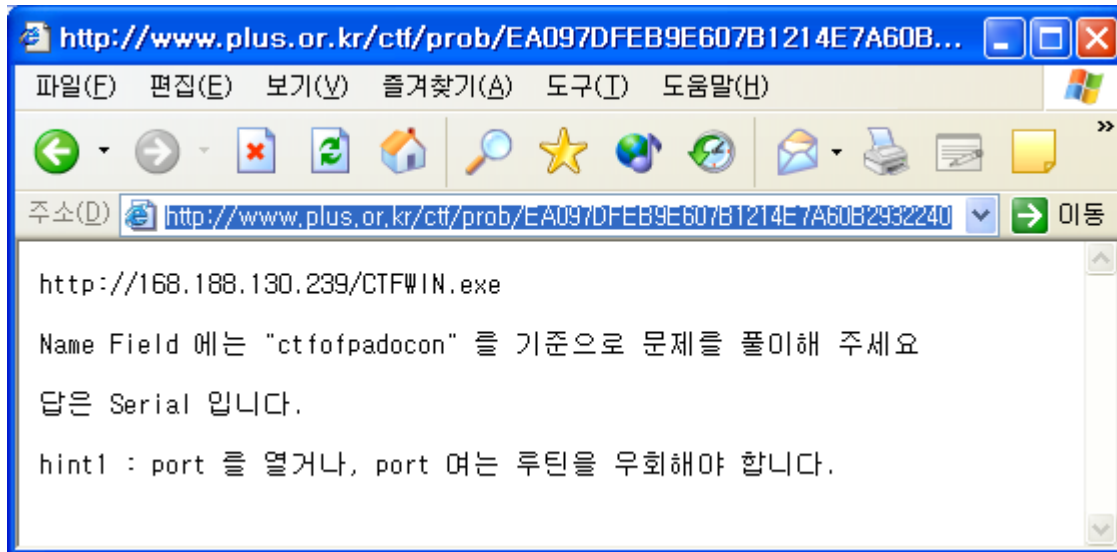 http://www.plus.or.kr/ctf/prob/EA097DFEB9E607B1214E7A60B...
파일(F) 편집(E) 보기(V) 즐겨찾기(A) 도구(T) 도움말(H)
주소(D) http://www.plus.or.kr/ctf/prob/EA097DFEB9E607B1214E7A60B2932240 이동
http://168.188.130.239/CTFWIN.exe
Name Field 에는 "ctfofpadocon" 를 기준으로 문제를 풀이해 주세요
답은 Serial 입니다.
hint1 : port 를 열거나, port 여는 루틴을 우회해야 합니다.